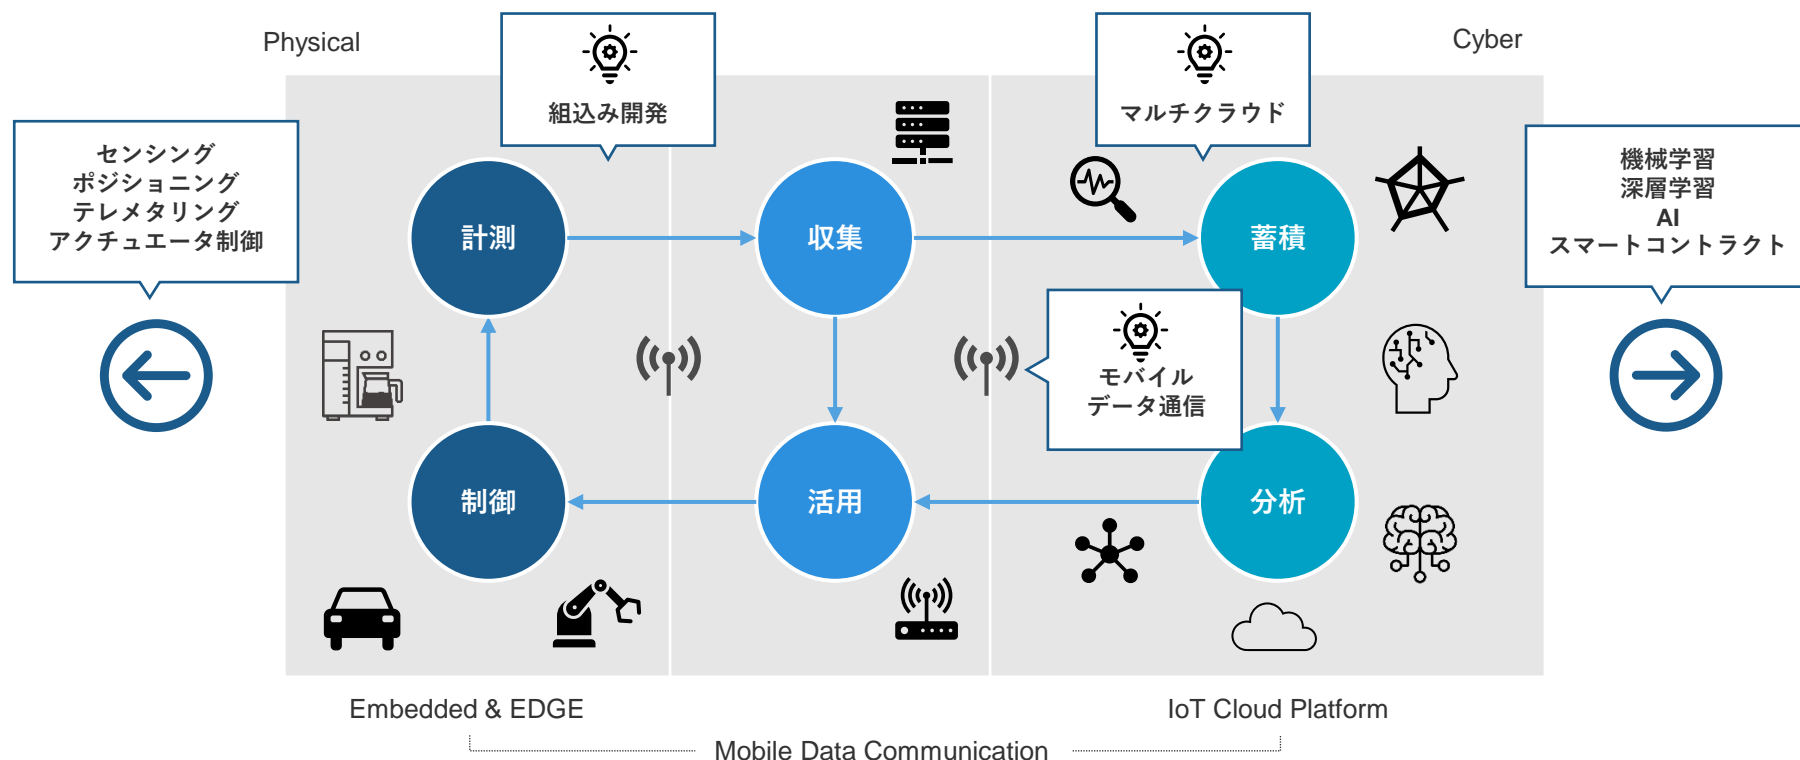 Physical
Cyber
組込み開発
マルチクラウド
センシング
ポジショニング
テレメタリング
アクチュエータ制御
機械学習
深層学習
AI
スマートコントラクト
計測
収集
蓄積
モバイル
データ通信
制御
活用
分析
Embedded & EDGE
IoT Cloud Platform
Mobile Data Communication